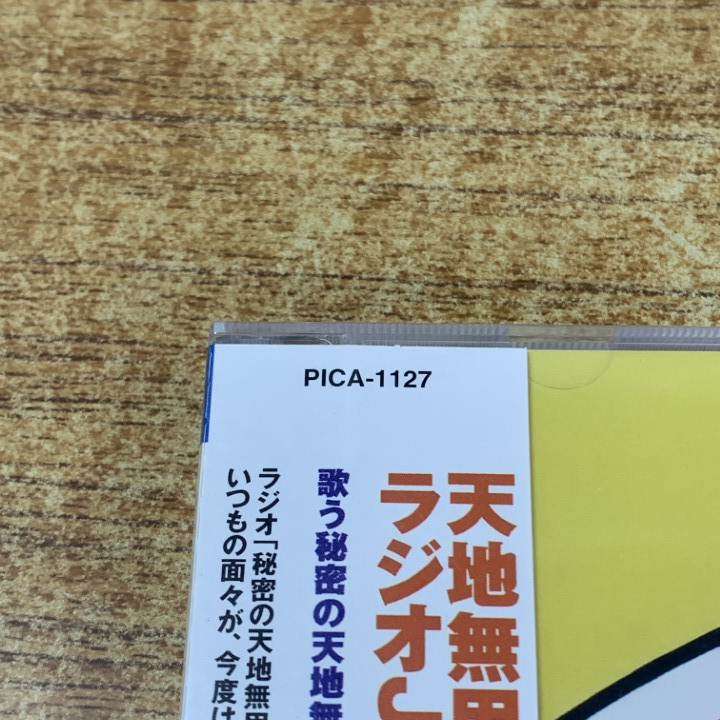 PICA-1127
天地無用
ラジオ
歌う秘密の天地無
ラジオ「秘密の天地無用
いつもの面々が、今度は